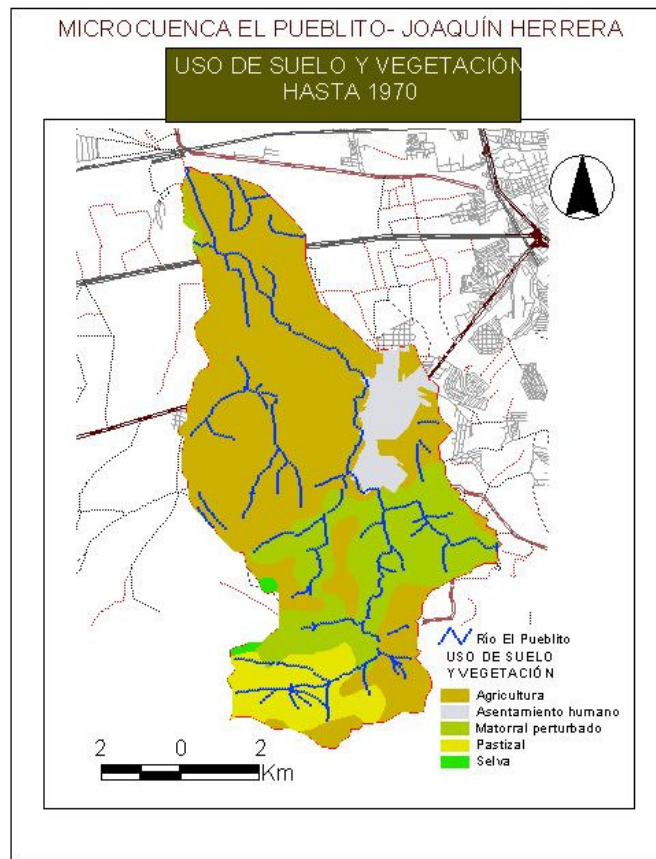 MICROCUENCA EL PUEBLITO- JOAQUÍN HERRERA
USO DE SUELO Y VEGETACIÓN
HASTA 1970
Río El Pueblito
USO DE SUELO
Y VEGETACIÓN
Agricultura
Asentamiento humano
Matorral perturbado
Pastizal
Selva
2 0 2
Km